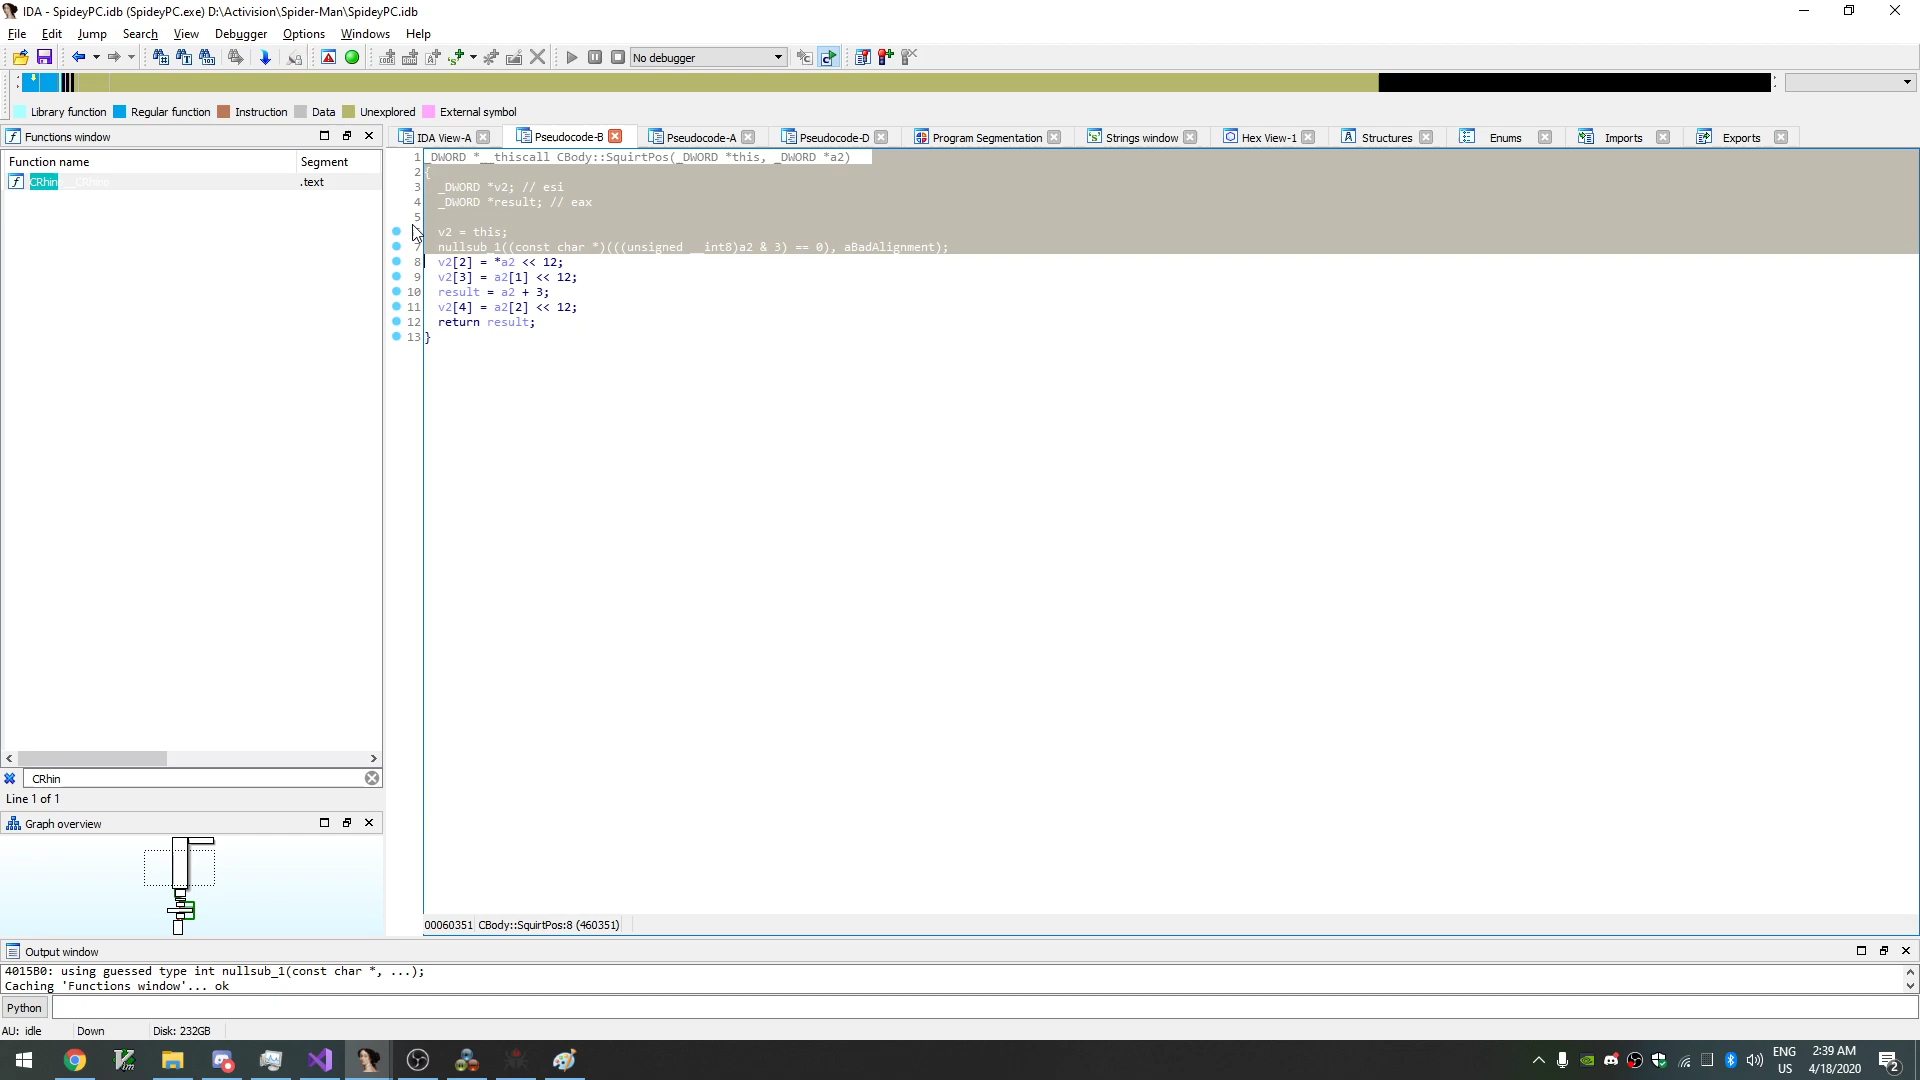 IDA - SpideyPC.idb (SpideyPC.exe) D:\Activision\Spider-Man\SpideyPC.idb
File Edit Jump Search View Debugger Options Windows Help
No debugger
Library function Regular function Instruction Data Unexplored External symbol
Functions window
IDA View-A Pseudocode-B Pseudocode-A Pseudocode-D Program Segmentation Strings window Hex View-1 Structures Enums Imports Exports
Function name Segment
CRhino__CRhino .text
1 _DWORD *__thiscall CBody::SquirtPos(_DWORD *this, _DWORD *a2)
2 {
3 _DWORD *v2; // esi
4 _DWORD *result; // eax
5
v2 = this;
7 nullsub_1((const char *)(((unsigned __int8)a2 & 3) == 0), aBadAlignment);
8 v2[2] = *a2 << 12;
9 v2[3] = a2[1] << 12;
10 result = a2 + 3;
11 v2[4] = a2[2] << 12;
12 return result;
13 }
CRhin
Line 1 of 1
Graph overview
00060351 CBody::SquirtPos:8 (460351)
Output window
4015B0: using guessed type int nullsub_1(const char *, ...);
Caching 'Functions window'... ok
Python
AU: idle Down Disk: 232GB
ENG
US
2:39 AM
4/18/2020
2